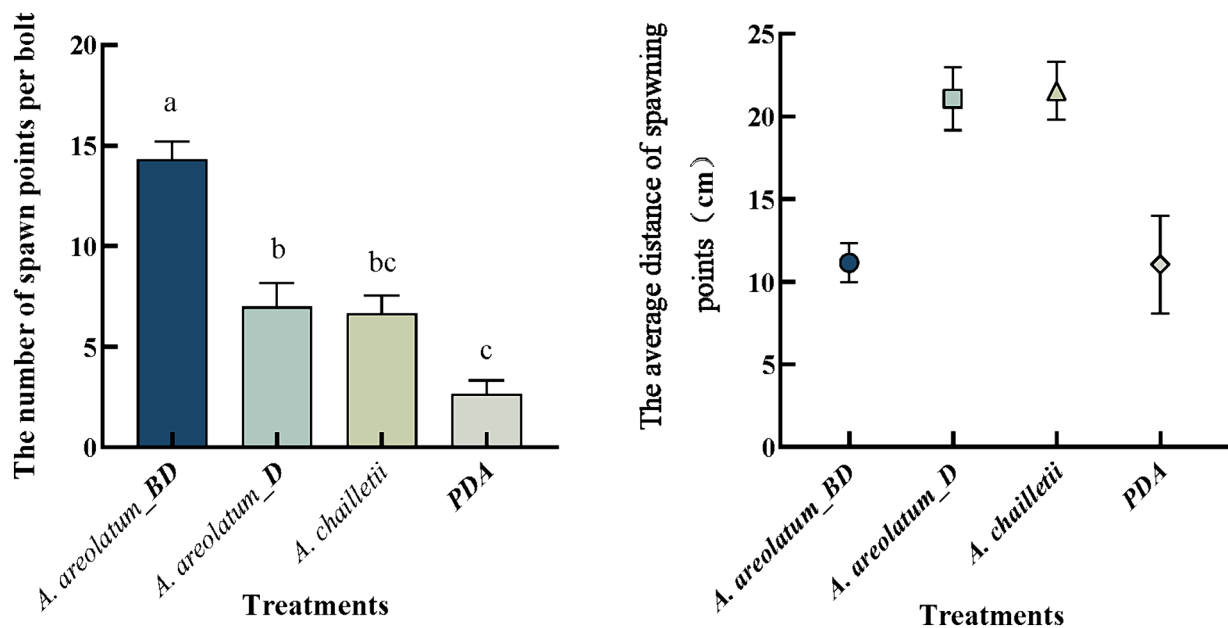 The number of spawn points per bolt
20
15
10
5
0
a
b
bc
c
A. areolatum_BD
A. areolatum_D
A. chailletii
PDA
Treatments
The average distance of spawning
points（cm）
25
20
15
10
5
0
A. areolatum_BD
A. areolatum_D
A. chailletii
PDA
Treatments